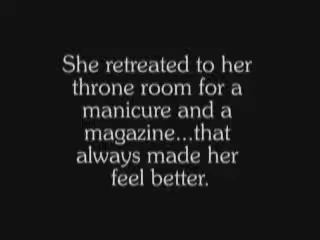 She retreated to her
throne room for a
manicure and a
magazine...that
always made her
feel better.